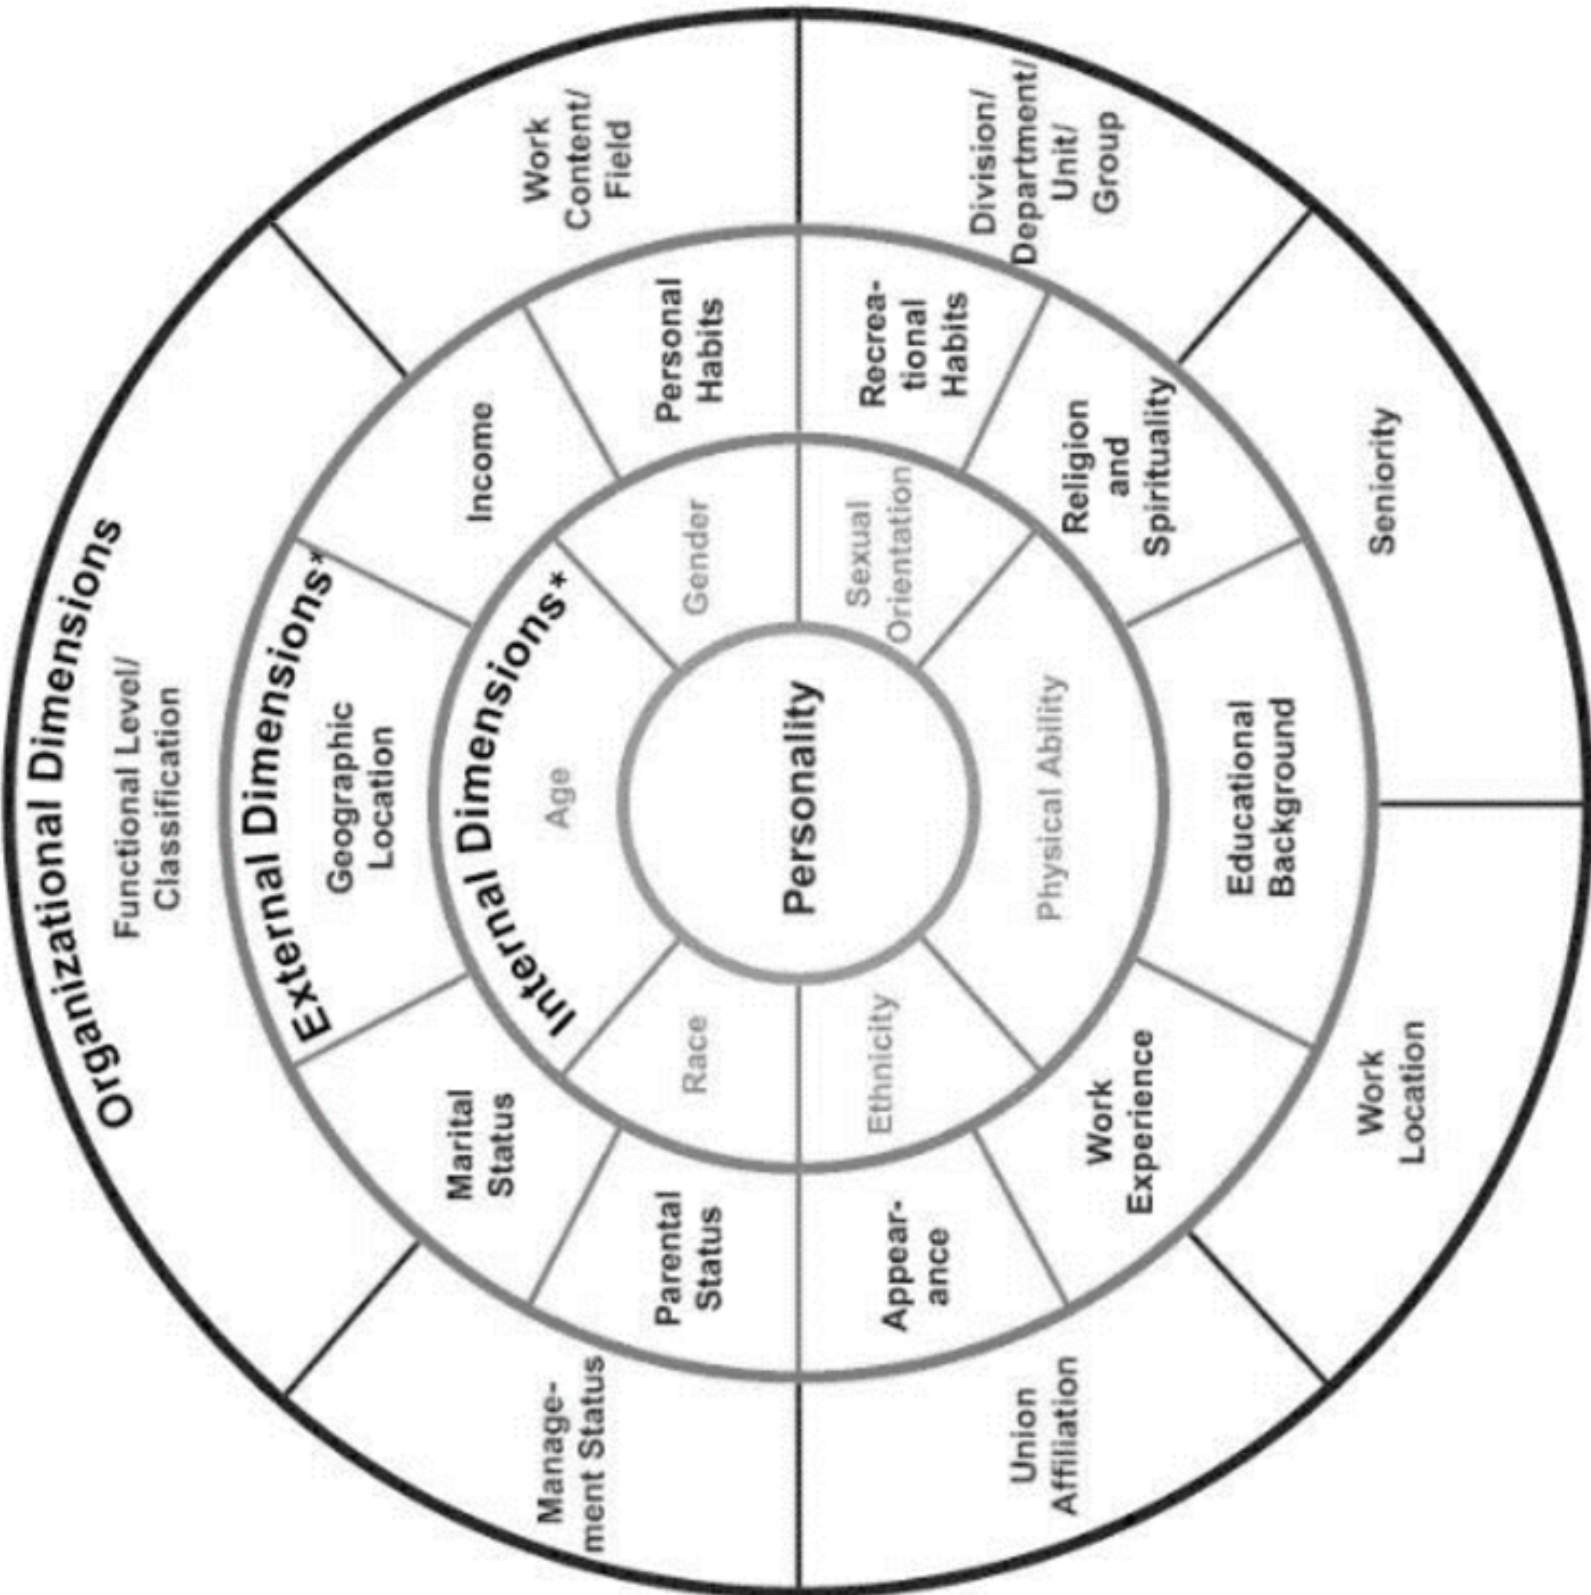 Organizational Dimensions
Functional Level/
Classification
External Dimensions*
Geographic
Location
Internal Dimensions*
Age
Personality
Gender
Sexual
Orientation
Physical Ability
Ethnicity
Race
Income
Personal
Habits
Recrea-
tional
Habits
Religion
and
Spirituality
Educational
Background
Work
Experience
Appear-
ance
Parental
Status
Marital
Status
Work
Content/
Field
Division/
Department/
Unit/
Group
Seniority
Work
Location
Union
Affiliation
Manage-
ment Status